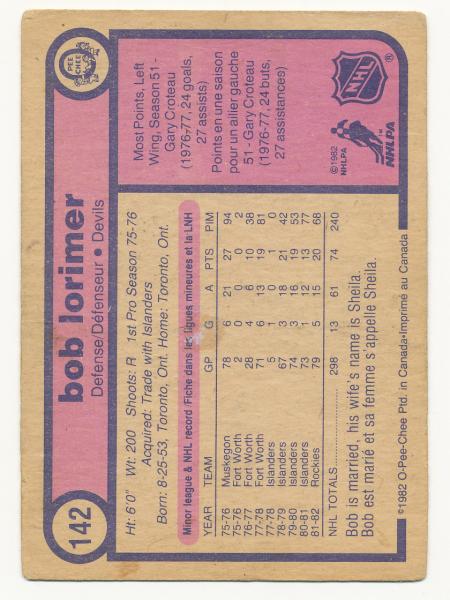 142
bob lorimer
Defense/Défenseur • Devils
O PEE CHEE
Ht: 6'0" Wt: 200 Shoots: R 1st Pro Season 75-76
Acquired: Trade with Islanders
Born: 8-25-53, Toronto, Ont. Home: Toronto, Ont.
Minor league & NHL record/Fiche dans les ligues mineures et la LNH
YEAR TEAM GP G A PTS PIM
75-76 Muskegon 78 6 21 27 94
75-76 Fort Worth 2 0 2 2 0
76-77 Fort Worth 28 4 6 10 38
77-78 Fort Worth 71 6 13 19 81
77-78 Islanders 5 1 0 1 0
78-79 Islanders 67 3 18 21 42
79-80 Islanders 74 3 16 19 53
80-81 Islanders 73 1 12 13 77
81-82 Rockies 79 5 15 20 68
NHL TOTALS 298 13 61 74 240
Bob is married, his wife's name is Sheila.
Bob est marié et sa femme s'appelle Sheila.
©1982 O-Pee-Chee Ptd. in Canada•Imprimé au Canada
Most Points, Left
Wing, Season 51 -
Gary Croteau
(1976-77, 24 goals,
27 assists)
Points en une saison
pour un ailier gauche
51 - Gary Croteau
(1976-77, 24 buts,
27 assistances)
NHL
®
©1982
NHLPA
NHLPA
TM